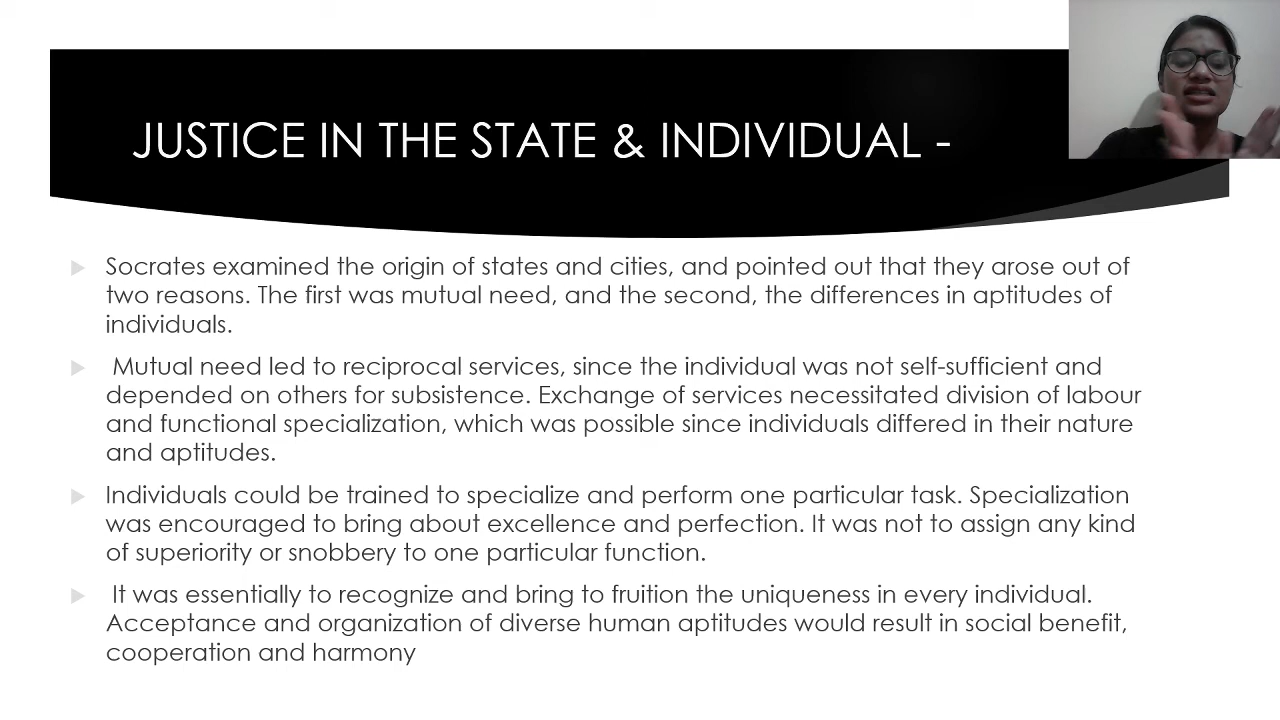 JUSTICE IN THE STATE & INDIVIDUAL -
Socrates examined the origin of states and cities, and pointed out that they arose out of
two reasons. The first was mutual need, and the second, the differences in aptitudes of
individuals.
Mutual need led to reciprocal services, since the individual was not self-sufficient and
depended on others for subsistence. Exchange of services necessitated division of labour
and functional specialization, which was possible since individuals differed in their nature
and aptitudes.
Individuals could be trained to specialize and perform one particular task. Specialization
was encouraged to bring about excellence and perfection. It was not to assign any kind
of superiority or snobbery to one particular function.
It was essentially to recognize and bring to fruition the uniqueness in every individual.
Acceptance and organization of diverse human aptitudes would result in social benefit,
cooperation and harmony